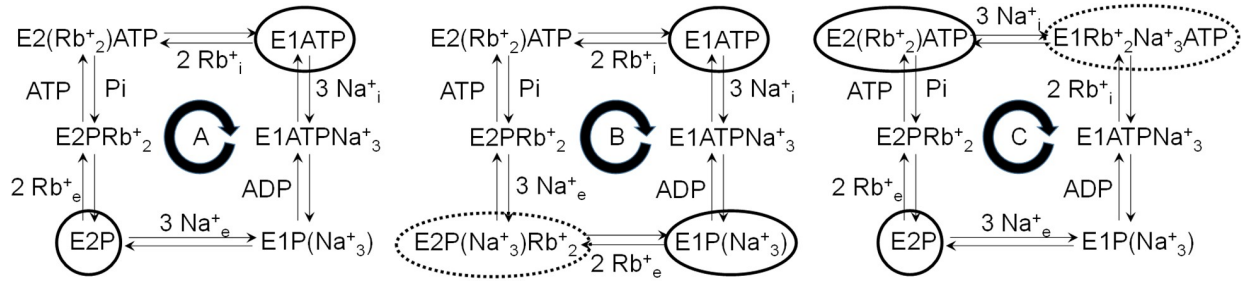 E2(Rb⁺₂)ATP E1ATP E2(Rb⁺₂)ATP E1ATP E2(Rb⁺₂)ATP 3 Na⁺ᵢ E1Rb⁺₂Na⁺₃ATP
2 Rb⁺ᵢ 2 Rb⁺ᵢ
ATP Pi 3 Na⁺ᵢ ATP Pi 3 Na⁺ᵢ ATP Pi 2 Rb⁺ᵢ
E2PRb⁺₂ A E1ATPNa⁺₃ E2PRb⁺₂ B E1ATPNa⁺₃ E2PRb⁺₂ C E1ATPNa⁺₃
2 Rb⁺ₑ ADP 3 Na⁺ₑ ADP 2 Rb⁺ₑ ADP
E2P 3 Na⁺ₑ E1P(Na⁺₃) E2P(Na⁺₃)Rb⁺₂ 2 Rb⁺ₑ E1P(Na⁺₃) E2P 3 Na⁺ₑ E1P(Na⁺₃)